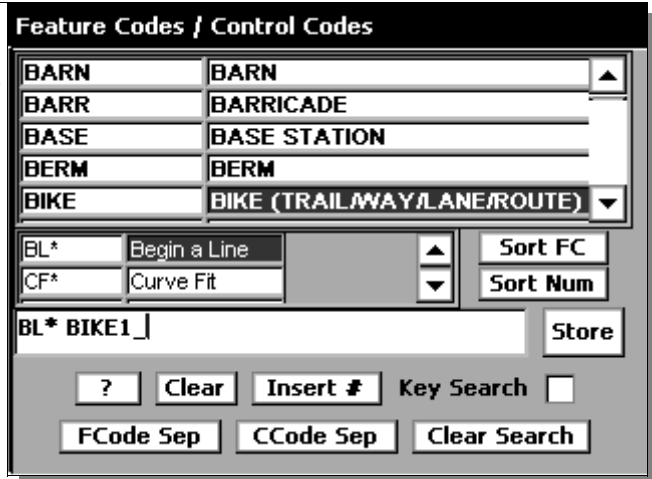 Feature Codes / Control Codes
BARN BARN
BARR BARRICADE
BASE BASE STATION
BERM BERM
BIKE BIKE (TRAIL/WAY/LANE/ROUTE)
BL* Begin a Line Sort FC
CF* Curve Fit Sort Num
BL* BIKE1_ Store
? Clear Insert # Key Search
FCode Sep CCode Sep Clear Search